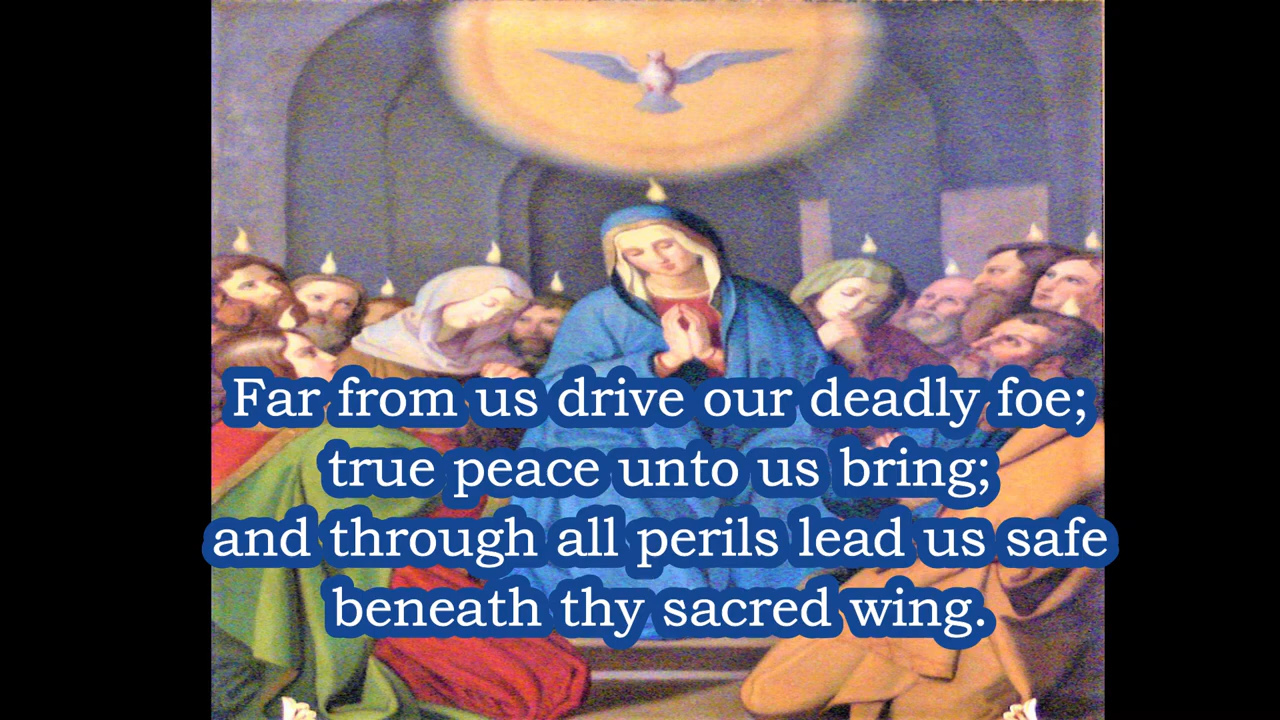 Far from us drive our deadly foe;
true peace unto us bring;
and through all perils lead us safe
beneath thy sacred wing.